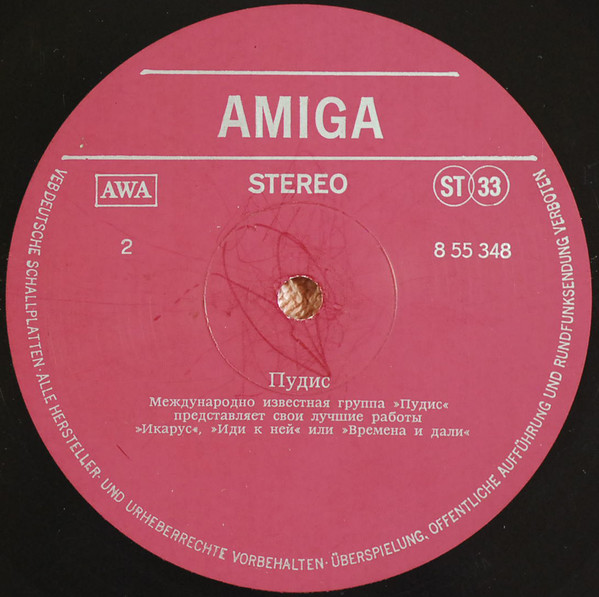 AMIGA
AWA
STEREO
ST 33
2
8 55 348
Пудис
Международно известная группа »Пудис«
представляет свои лучшие работы
»Икарус«, »Иди к ней« или »Времена и дали«
VEB DEUTSCHE SCHALLPLATTEN · ALLE HERSTELLER- UND URHEBERRECHTE VORBEHALTEN · ÜBERSPIELUNG, ÖFFENTLICHE AUFFÜHRUNG UND RUNDFUNKSENDUNG VERBOTEN